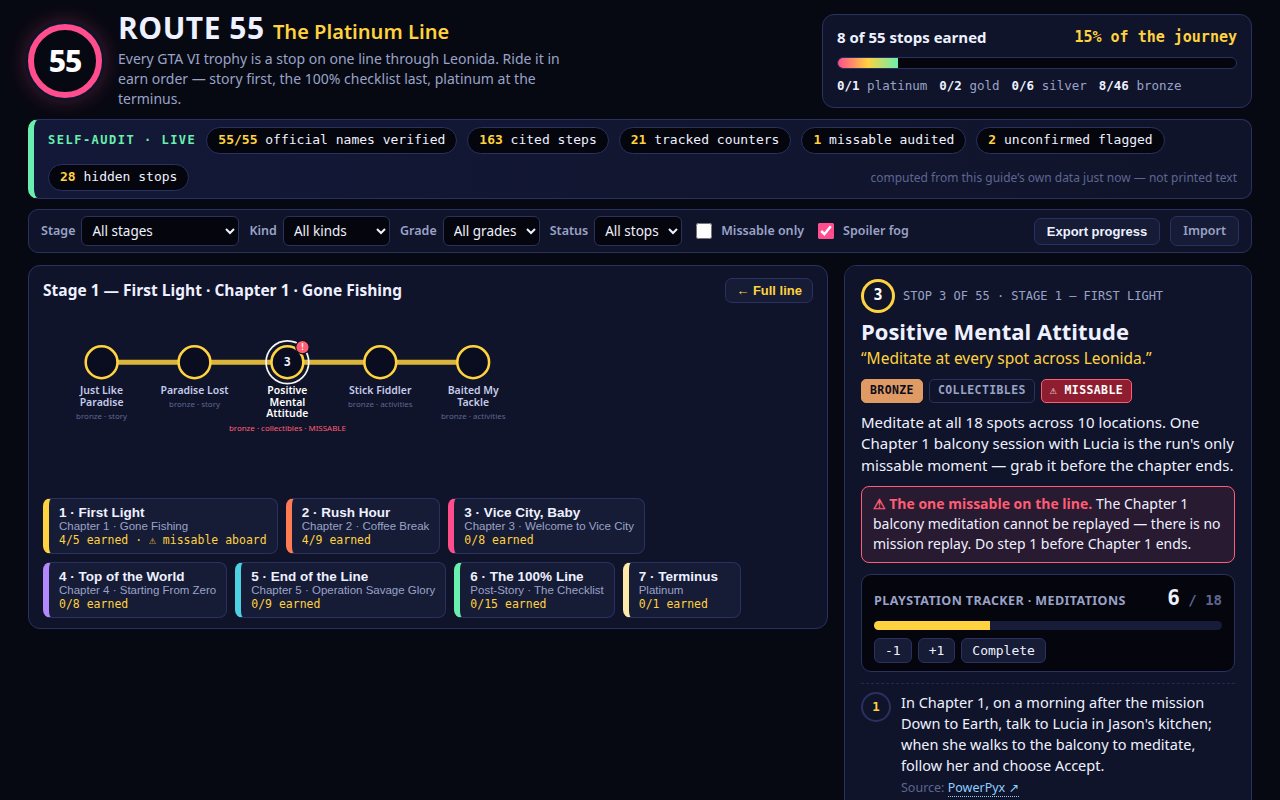 55
ROUTE 55 The Platinum Line
Every GTA VI trophy is a stop on one line through Leonida. Ride it in
earn order — story first, the 100% checklist last, platinum at the
terminus.
8 of 55 stops earned 15% of the journey
0/1 platinum 0/2 gold 0/6 silver 8/46 bronze
SELF-AUDIT · LIVE 55/55 official names verified 163 cited steps 21 tracked counters 1 missable audited 2 unconfirmed flagged
28 hidden stops computed from this guide's own data just now — not printed text
Stage All stages Kind All kinds Grade All grades Status All stops Missable only Spoiler fog Export progress Import
Stage 1 — First Light · Chapter 1 · Gone Fishing ← Full line
!
3
Just Like
Paradise
bronze · story
Paradise Lost
bronze · story
Positive
Mental
Attitude
bronze · collectibles · MISSABLE
Stick Fiddler
bronze · activities
Baited My
Tackle
bronze · activities
1 · First Light
Chapter 1 · Gone Fishing
4/5 earned · ⚠ missable aboard
2 · Rush Hour
Chapter 2 · Coffee Break
4/9 earned
3 · Vice City, Baby
Chapter 3 · Welcome to Vice City
0/8 earned
4 · Top of the World
Chapter 4 · Starting From Zero
0/8 earned
5 · End of the Line
Chapter 5 · Operation Savage Glory
0/9 earned
6 · The 100% Line
Post-Story · The Checklist
0/15 earned
7 · Terminus
Platinum
0/1 earned
3 STOP 3 OF 55 · STAGE 1 — FIRST LIGHT
Positive Mental Attitude
“Meditate at every spot across Leonida.”
BRONZE COLLECTIBLES ⚠ MISSABLE
Meditate at all 18 spots across 10 locations. One
Chapter 1 balcony session with Lucia is the run's only
missable moment — grab it before the chapter ends.
⚠ The one missable on the line. The Chapter 1
balcony meditation cannot be replayed — there is no
mission replay. Do step 1 before Chapter 1 ends.
PLAYSTATION TRACKER · MEDITATIONS 6 / 18
-1 +1 Complete
1 In Chapter 1, on a morning after the mission
Down to Earth, talk to Lucia in Jason's kitchen;
when she walks to the balcony to meditate,
follow her and choose Accept.
Source: PowerPyx ↗